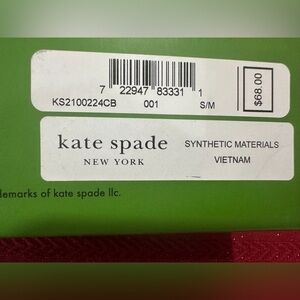 7 22947 83331 1
KS2100224CB 001 S/M
$68.00
kate spade
NEW YORK
SYNTHETIC MATERIALS
VIETNAM
demarks of kate spade llc.